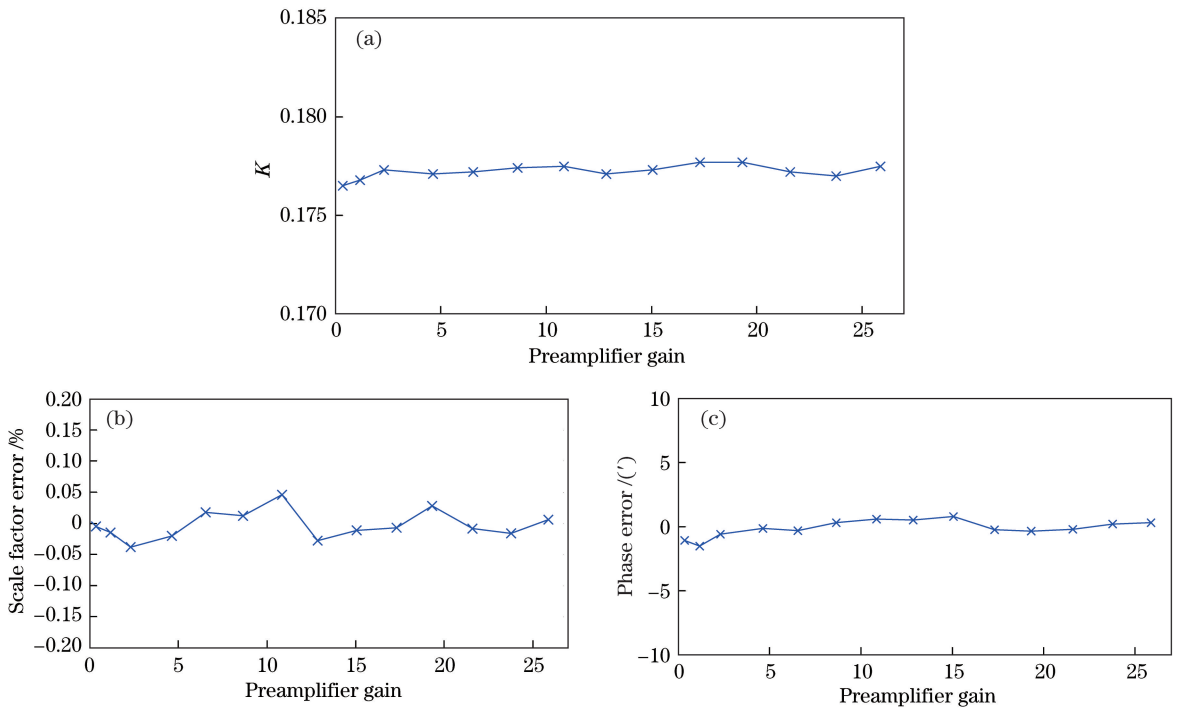 (a)
0.185
0.180
0.175
0.170
K
0 5 10 15 20 25
Preamplifier gain
(b)
0.20
0.15
0.10
0.05
0
−0.05
−0.10
−0.15
−0.20
Scale factor error /%
0 5 10 15 20 25
Preamplifier gain
(c)
10
5
0
−5
−10
Phase error /(′)
0 5 10 15 20 25
Preamplifier gain